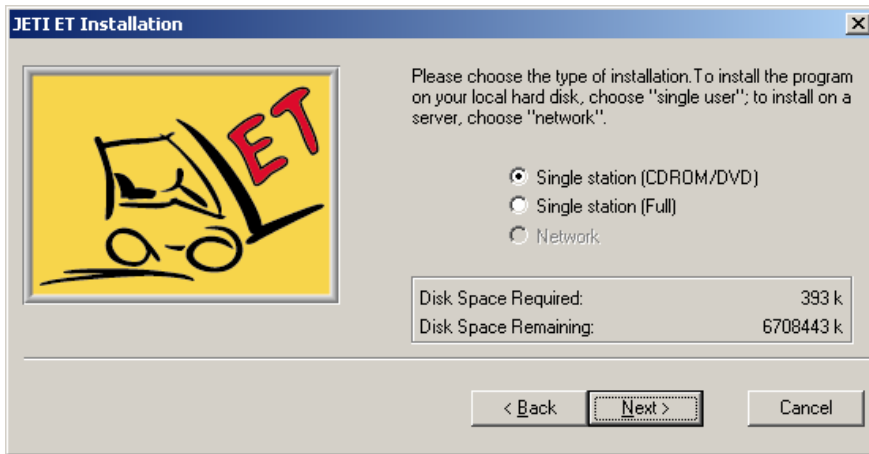 JETI ET Installation
ET
Please choose the type of installation.To install the program
on your local hard disk, choose "single user"; to install on a
server, choose "network".
Single station (CDROM/DVD)
Single station (Full)
Network
Disk Space Required: 393 k
Disk Space Remaining: 6708443 k
< Back Next > Cancel